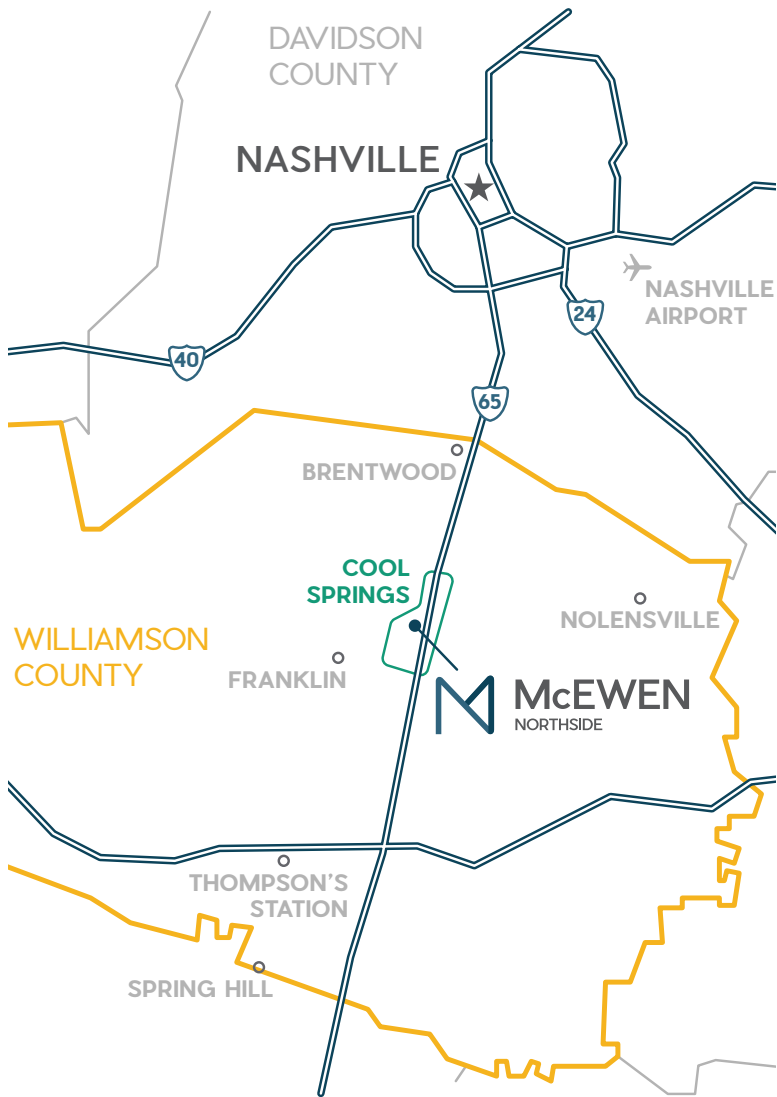 DAVIDSON
COUNTY
NASHVILLE
NASHVILLE
AIRPORT
24
40
65
BRENTWOOD
COOL
SPRINGS
NOLENSVILLE
WILLIAMSON
COUNTY
FRANKLIN
McEWEN
NORTHSIDE
THOMPSON'S
STATION
SPRING HILL